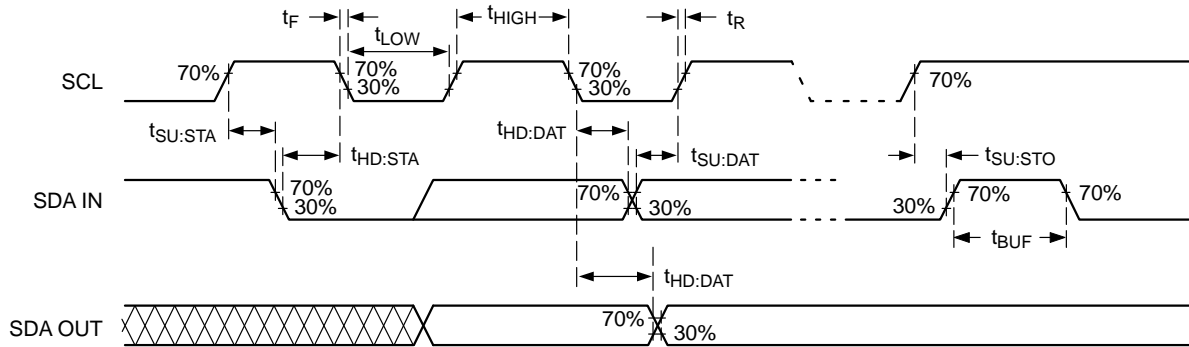 tF
tHIGH
tR
tLOW
SCL
70%
70%
30%
70%
30%
70%
tSU:STA
tHD:STA
tHD:DAT
tSU:DAT
tSU:STO
SDA IN
70%
30%
70%
30%
30%
70%
70%
tBUF
tHD:DAT
SDA OUT
70%
30%